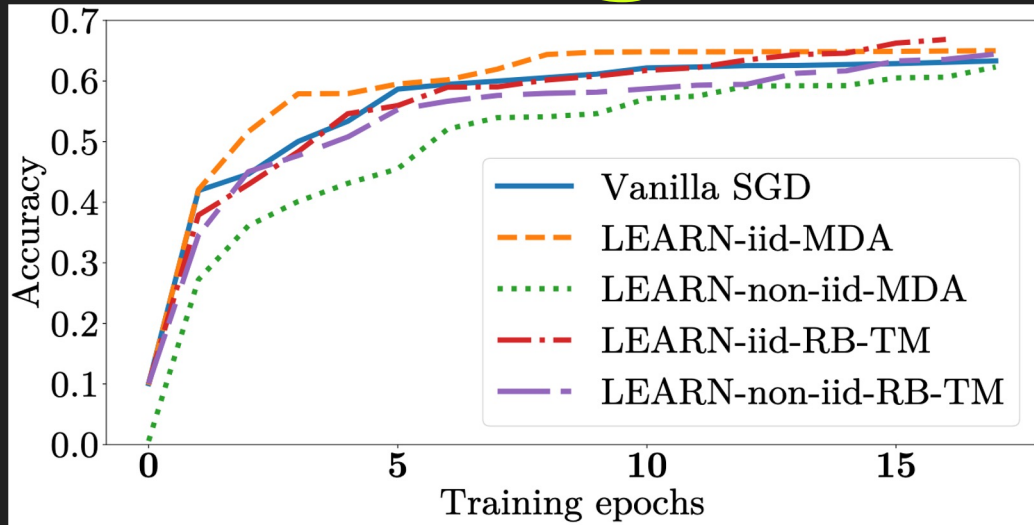 0.7
0.6
0.5
0.4
0.3
0.2
0.1
0.0
Accuracy
Vanilla SGD
LEARN-iid-MDA
LEARN-non-iid-MDA
LEARN-iid-RB-TM
LEARN-non-iid-RB-TM
0 5 10 15
Training epochs